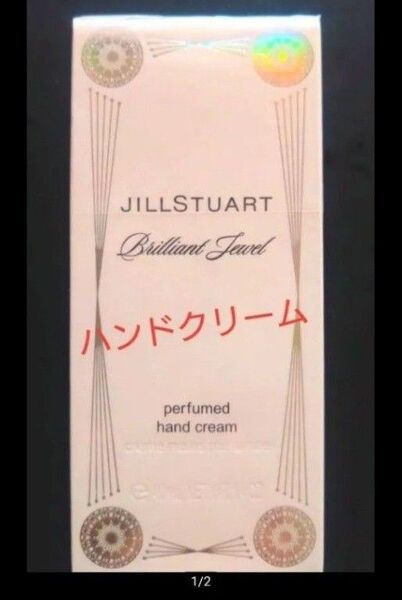 JILLSTUART
Brilliant Jewel
ハンドクリーム
perfumed
hand cream
1/2